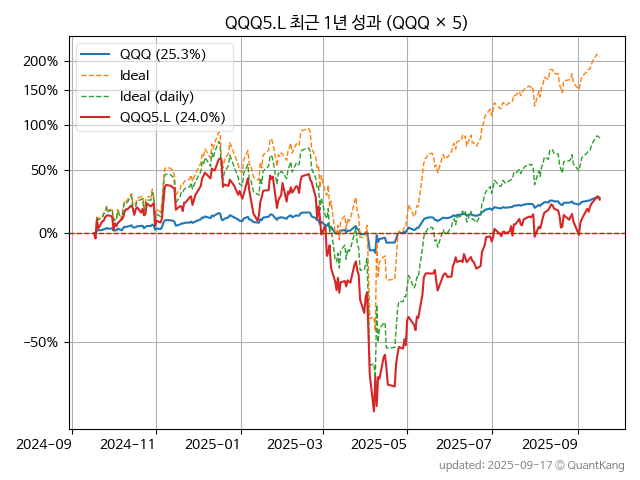 QQQ5.L 최근 1년 성과 (QQQ × 5)
QQQ (25.3%)
Ideal
Ideal (daily)
QQQ5.L (24.0%)
200%
150%
100%
50%
0%
−50%
2024-09
2024-11
2025-01
2025-03
2025-05
2025-07
2025-09
updated: 2025-09-17 © QuantKang